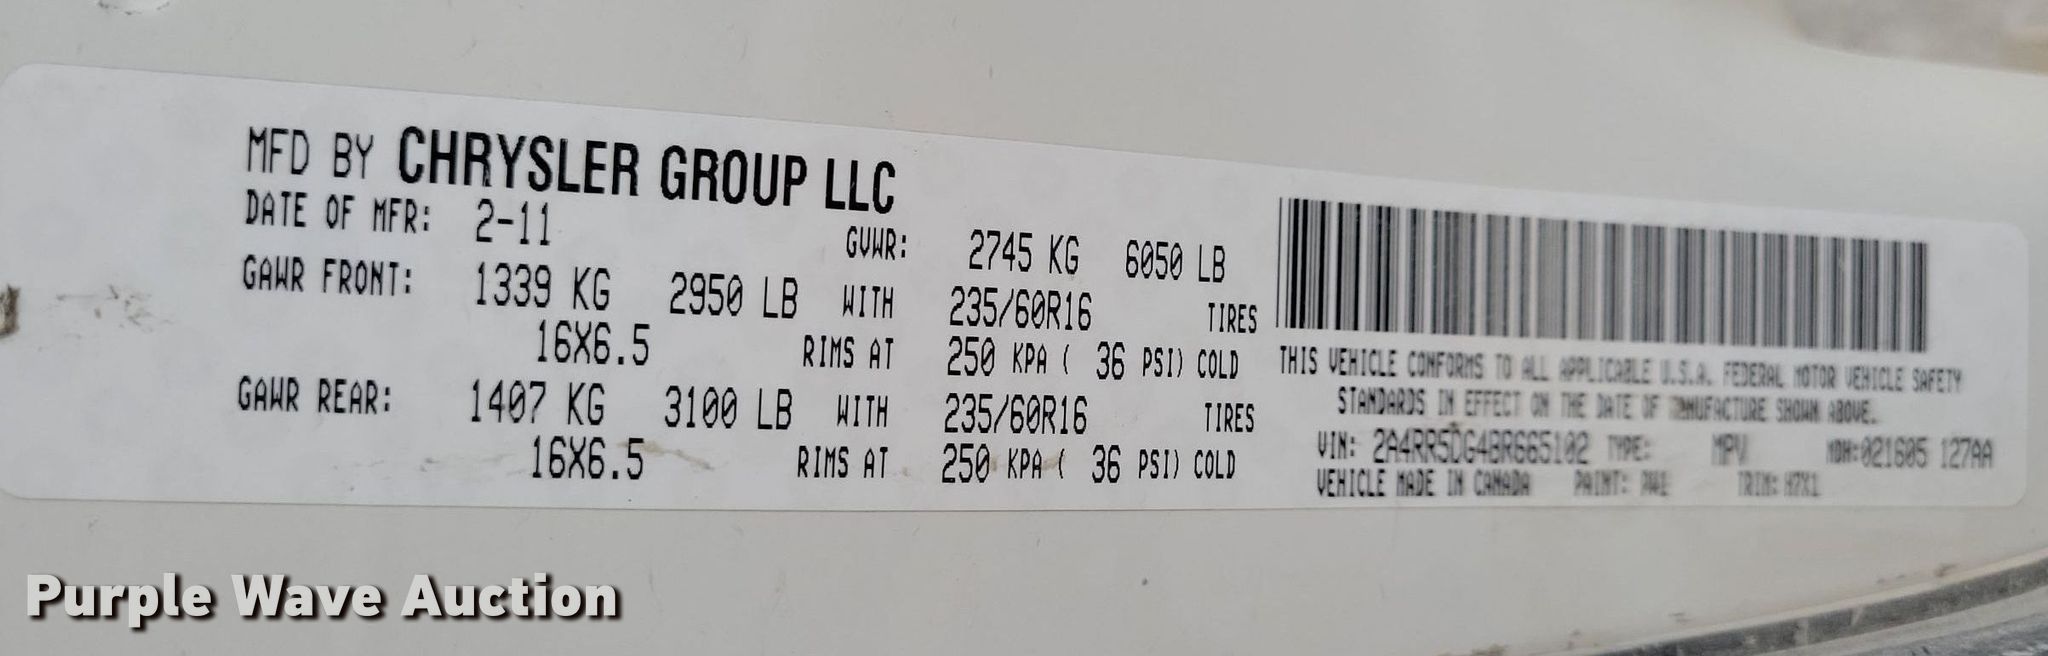 MFD BY CHRYSLER GROUP LLC
DATE OF MFR: 2-11 GVWR: 2745 KG 6050 LB
GAWR FRONT: 1339 KG 2950 LB WITH 235/60R16 TIRES
16X6.5 RIMS AT 250 KPA ( 36 PSI) COLD
GAWR REAR: 1407 KG 3100 LB WITH 235/60R16 TIRES
16X6.5 RIMS AT 250 KPA ( 36 PSI) COLD
THIS VEHICLE CONFORMS TO ALL APPLICABLE U.S.A. FEDERAL MOTOR VEHICLE SAFETY
STANDARDS IN EFFECT ON THE DATE OF MANUFACTURE SHOWN ABOVE.
VIN: 2A4RR5DG4BR665102 TYPE: MPV MDH:021605 127AA
VEHICLE MADE IN CANADA PAINT: PW1 TRIM:
Purple Wave Auction